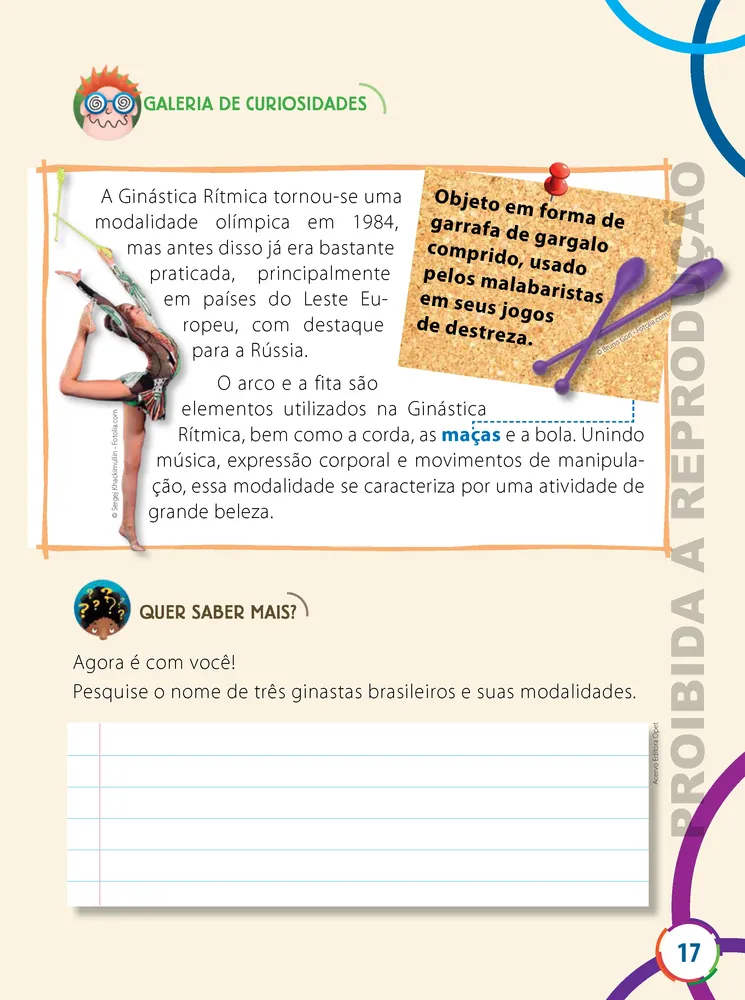 GALERIA DE CURIOSIDADES
A Ginástica Rítmica tornou-se uma
modalidade olímpica em 1984,
mas antes disso já era bastante
praticada, principalmente
em países do Leste Eu-
ropeu, com destaque
para a Rússia.
Objeto em forma de
garrafa de gargalo
comprido, usado
pelos malabaristas
em seus jogos
de destreza.
© Bruno Gori - Fotolia.com
O arco e a fita são
elementos utilizados na Ginástica
Rítmica, bem como a corda, as maças e a bola. Unindo
música, expressão corporal e movimentos de manipula-
ção, essa modalidade se caracteriza por uma atividade de
grande beleza.
© Sergej Khackimullin - Fotolia.com
QUER SABER MAIS?
Agora é com você!
Pesquise o nome de três ginastas brasileiros e suas modalidades.
Acervo Editora Opet
PROIBIDA A REPRODUÇÃO
17